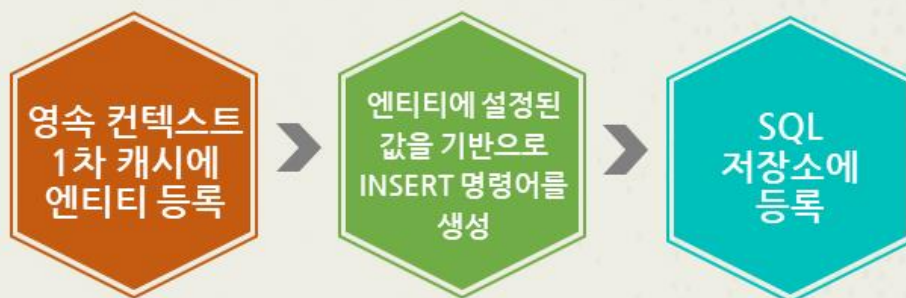 영속 컨텍스트
1차 캐시에
엔티티 등록
엔티티에 설정된
값을 기반으로
INSERT 명령어를
생성
SQL
저장소에
등록